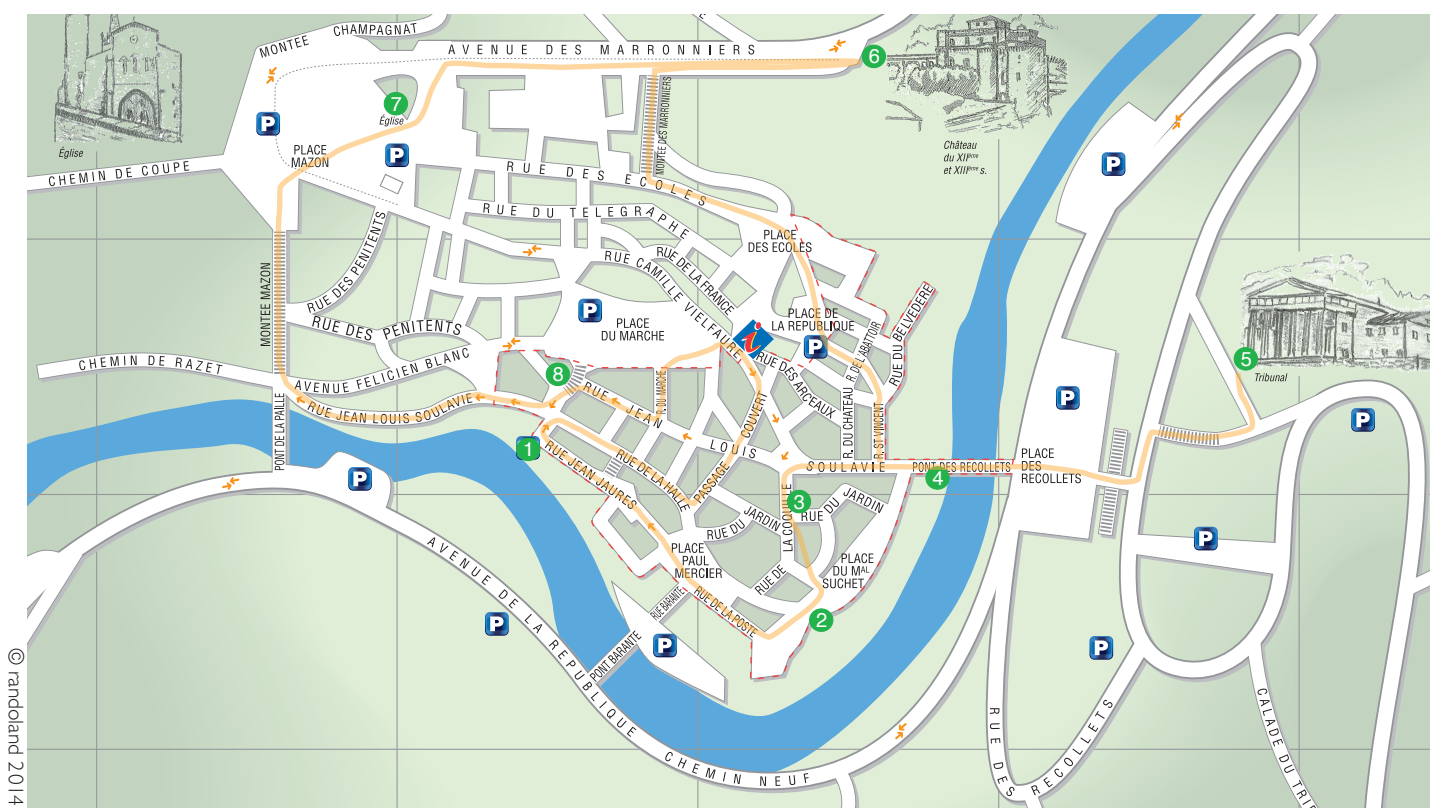 MONTEE CHAMPAGNAT
AVENUE DES MARRONNIERS
6
7
Église
P
Église
PLACE
MAZON
P
MONTEE DES MARRONNIERS
Château
du XIIème
et XIIIème s.
P
CHEMIN DE COUPE
RUE DES ECOLES
RUE DU TELEGRAPHE
PLACE
DES ECOLES
RUE DES PENITENTS
RUE CAMILLE VIELFAURE
RUE DE LA FRANCE
MONTEE MAZON
RUE DES PENITENTS
P
PLACE
DU MARCHE
i
PLACE DE
LA REPUBLIQUE
P
R. DE L'ABATTOIR
RUE DU BELVEDERE
5
Tribunal
CHEMIN DE RAZET
AVENUE FELICIEN BLANC
8
R. DU MARCHE
RUE DES ARCEAUX
P
P
RUE JEAN LOUIS SOULAVIE
RUE JEAN LOUIS SOULAVIE
PASSAGE COUVERT
R. DU CHATEAU
R. ST VINCENT
PONT DE LA PAILLE
1
RUE JEAN JAURES
RUE DE LA HALLE
PONT DES RECOLLETS
4
PLACE
DES
RECOLLETS
P
3
RUE DE LA COQUILLE
RUE DU JARDIN
RUE DU JARDIN
P
PLACE
PAUL
MERCIER
PLACE
DU MAL
SUCHET
RUE BARANTE
RUE DE LA POSTE
2
P
P
P
PONT BARANTE
AVENUE DE LA REPUBLIQUE
CHEMIN NEUF
RUE DES RECOLLETS
CALADE DU TRI
© randoland 2014